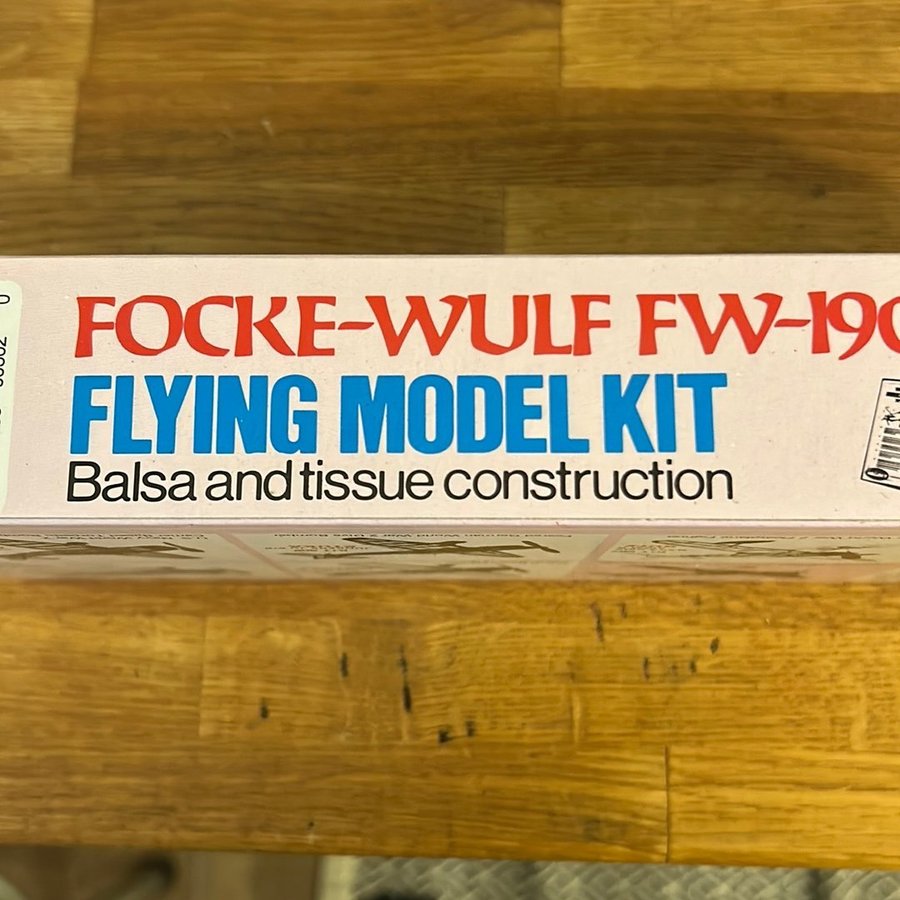 FOCKE-WULF FW-190
FLYING MODEL KIT
Balsa and tissue construction